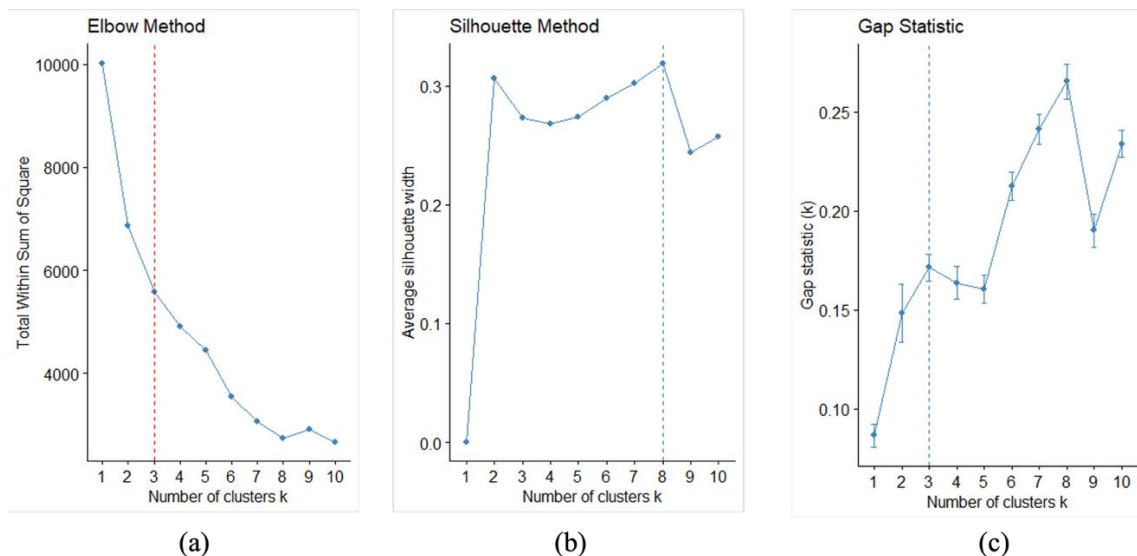 Elbow Method
10000
8000
6000
4000
Total Within Sum of Square
1 2 3 4 5 6 7 8 9 10
Number of clusters k
(a)
Silhouette Method
0.3
0.2
0.1
0.0
Average silhouette width
1 2 3 4 5 6 7 8 9 10
Number of clusters k
(b)
Gap Statistic
0.25
0.20
0.15
0.10
Gap statistic (k)
1 2 3 4 5 6 7 8 9 10
Number of clusters k
(c)